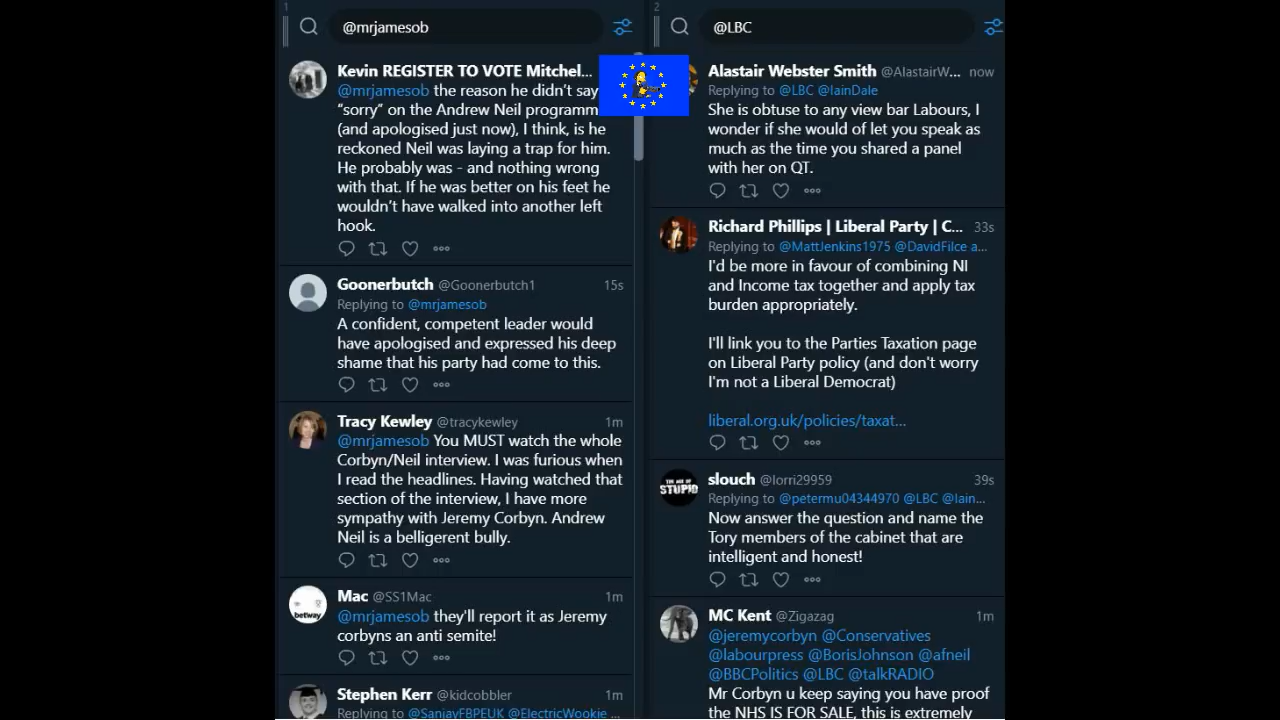 1
@mrjamesob
Kevin REGISTER TO VOTE Mitchel...
@mrjamesob the reason he didn't say
“sorry” on the Andrew Neil programm
(and apologised just now), I think, is he
reckoned Neil was laying a trap for him.
He probably was - and nothing wrong
with that. If he was better on his feet he
wouldn't have walked into another left
hook.
Goonerbutch @Goonerbutch1 15s
Replying to @mrjamesob
A confident, competent leader would
have apologised and expressed his deep
shame that his party had come to this.
Tracy Kewley @tracykewley 1m
@mrjamesob You MUST watch the whole
Corbyn/Neil interview. I was furious when
I read the headlines. Having watched that
section of the interview, I have more
sympathy with Jeremy Corbyn. Andrew
Neil is a belligerent bully.
Mac @SS1Mac 1m
betway
@mrjamesob they'll report it as Jeremy
corbyns an anti semite!
Stephen Kerr @kidcobbler 1m
Replying to @SanjayFBPEUK @ElectricWookie ...
2
@LBC
Alastair Webster Smith @AlastairW... now
Replying to @LBC @IainDale
She is obtuse to any view bar Labours, I
wonder if she would of let you speak as
much as the time you shared a panel
with her on QT.
Richard Phillips | Liberal Party | C... 33s
Replying to @MattJenkins1975 @DavidFilce a...
I'd be more in favour of combining NI
and Income tax together and apply tax
burden appropriately.
I'll link you to the Parties Taxation page
on Liberal Party policy (and don't worry
I'm not a Liberal Democrat)
liberal.org.uk/policies/taxat...
slouch @lorri29959 39s
THE AGE OF
STUPID
Replying to @petermu04344970 @LBC @Iain...
Now answer the question and name the
Tory members of the cabinet that are
intelligent and honest!
MC Kent @Zigazag 1m
@jeremycorbyn @Conservatives
@labourpress @BorisJohnson @afneil
@BBCPolitics @LBC @talkRADIO
Mr Corbyn u keep saying you have proof
the NHS IS FOR SALE, this is extremely